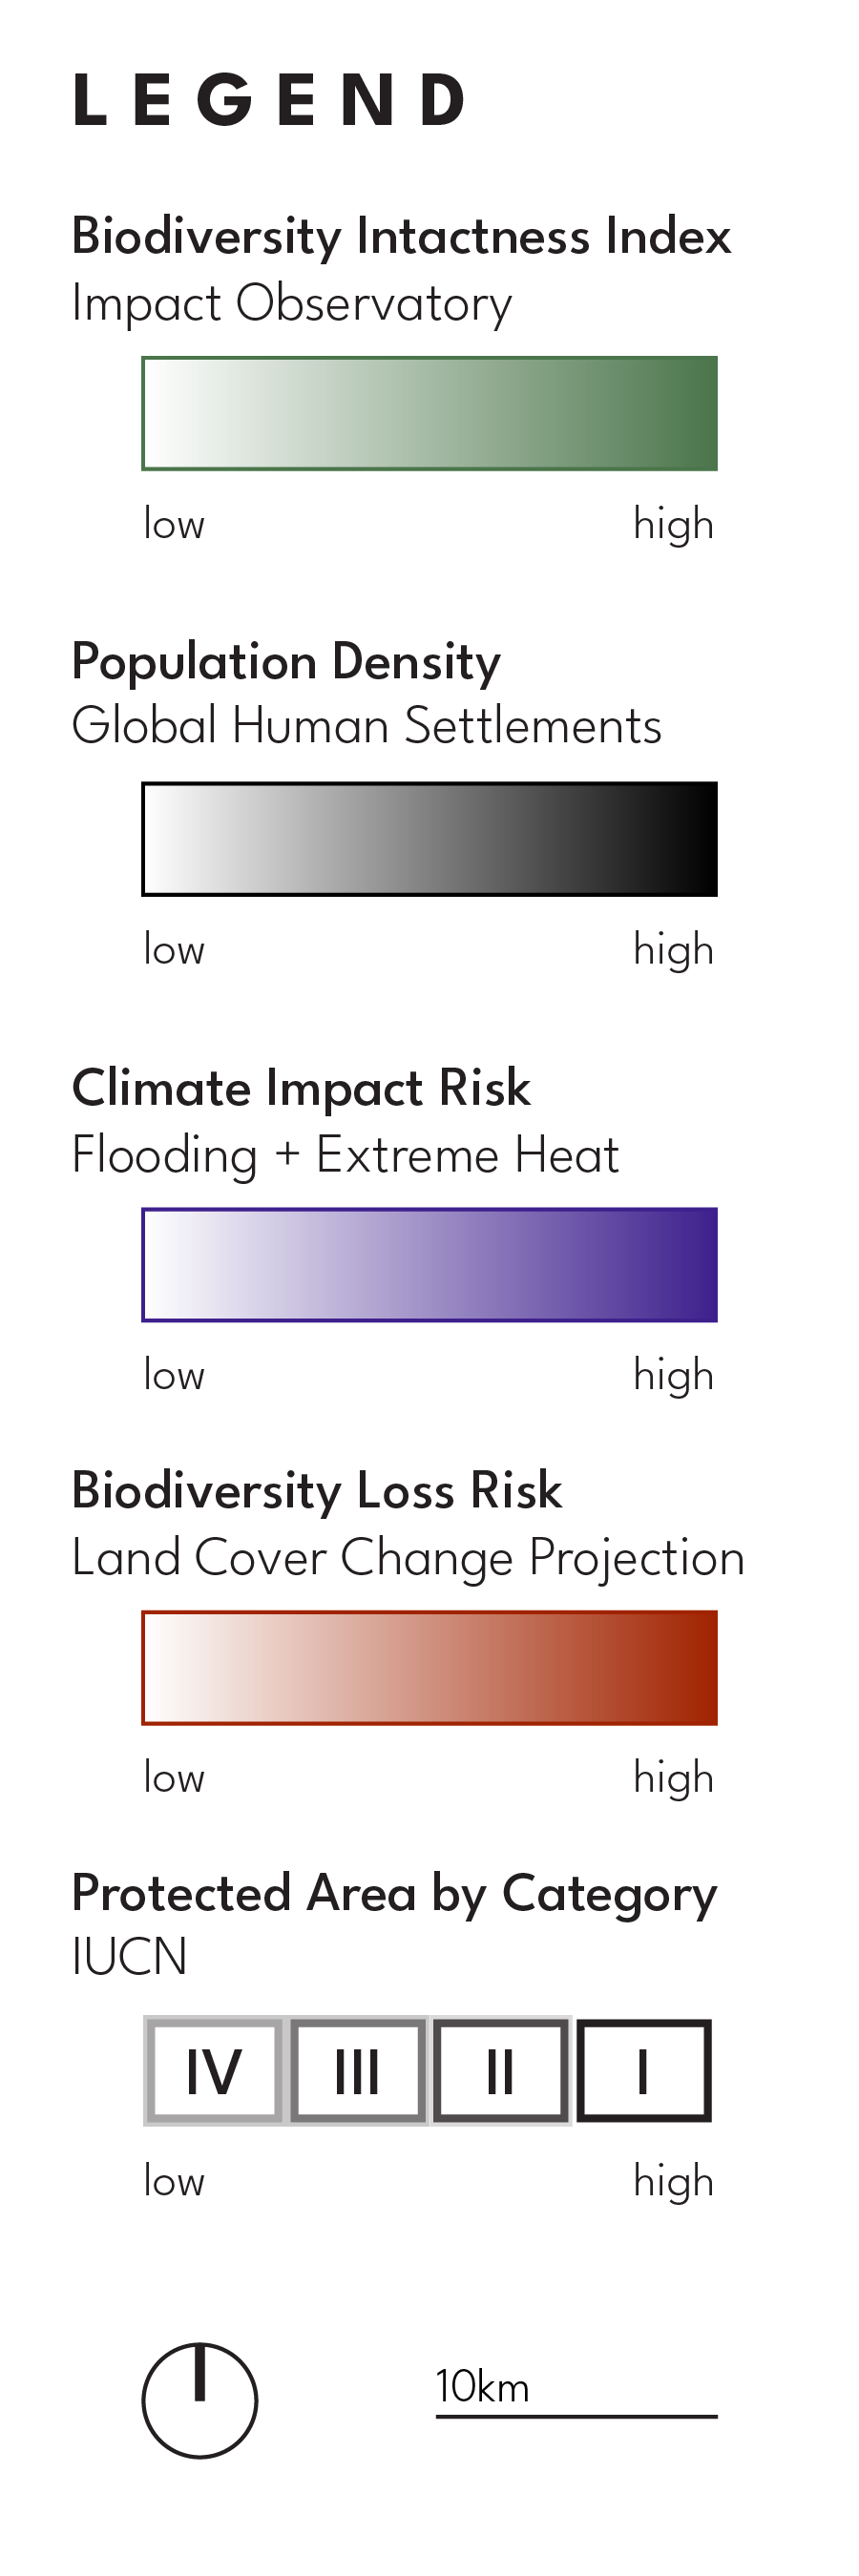 LEGEND
Biodiversity Intactness Index
Impact Observatory
low high
Population Density
Global Human Settlements
low high
Climate Impact Risk
Flooding + Extreme Heat
low high
Biodiversity Loss Risk
Land Cover Change Projection
low high
Protected Area by Category
IUCN
IV III II I
low high
10km